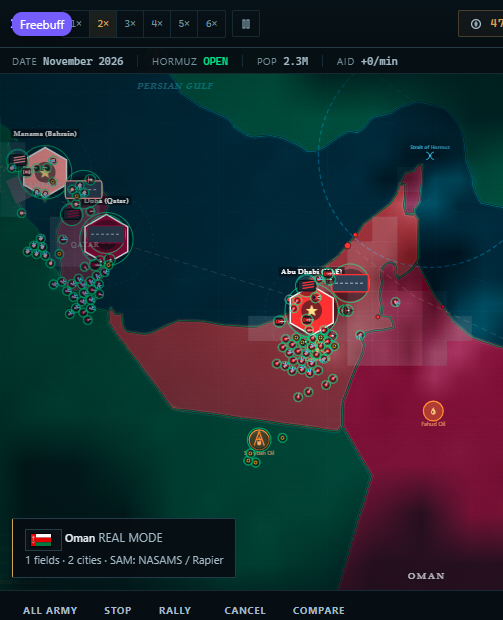 Freebuff 1× 2× 3× 4× 5× 6× 47
DATE November 2026 HORMUZ OPEN POP 2.3M AID +0/min
PERSIAN GULF
Manama (Bahrain)
Strait of Hormuz
Doha (Qatar)
QATAR
Abu Dhabi (UAE)
Fahud Oil
Oil
Oman REAL MODE
1 fields · 2 cities · SAM: NASAMS / Rapier
OMAN
ALL ARMY STOP RALLY CANCEL COMPARE